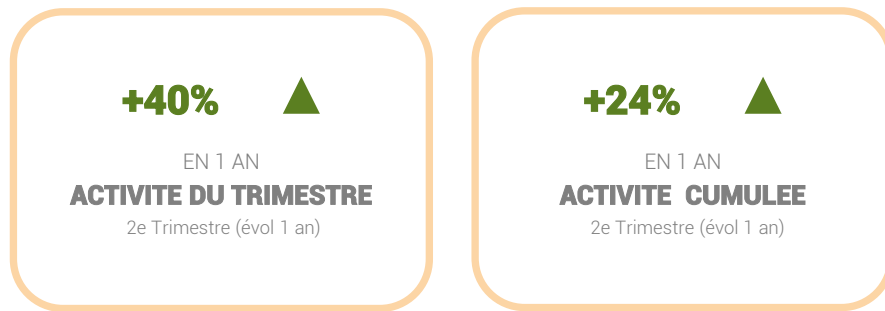 +40%
EN 1 AN
ACTIVITE DU TRIMESTRE
2e Trimestre (évol 1 an)
+24%
EN 1 AN
ACTIVITE CUMULEE
2e Trimestre (évol 1 an)